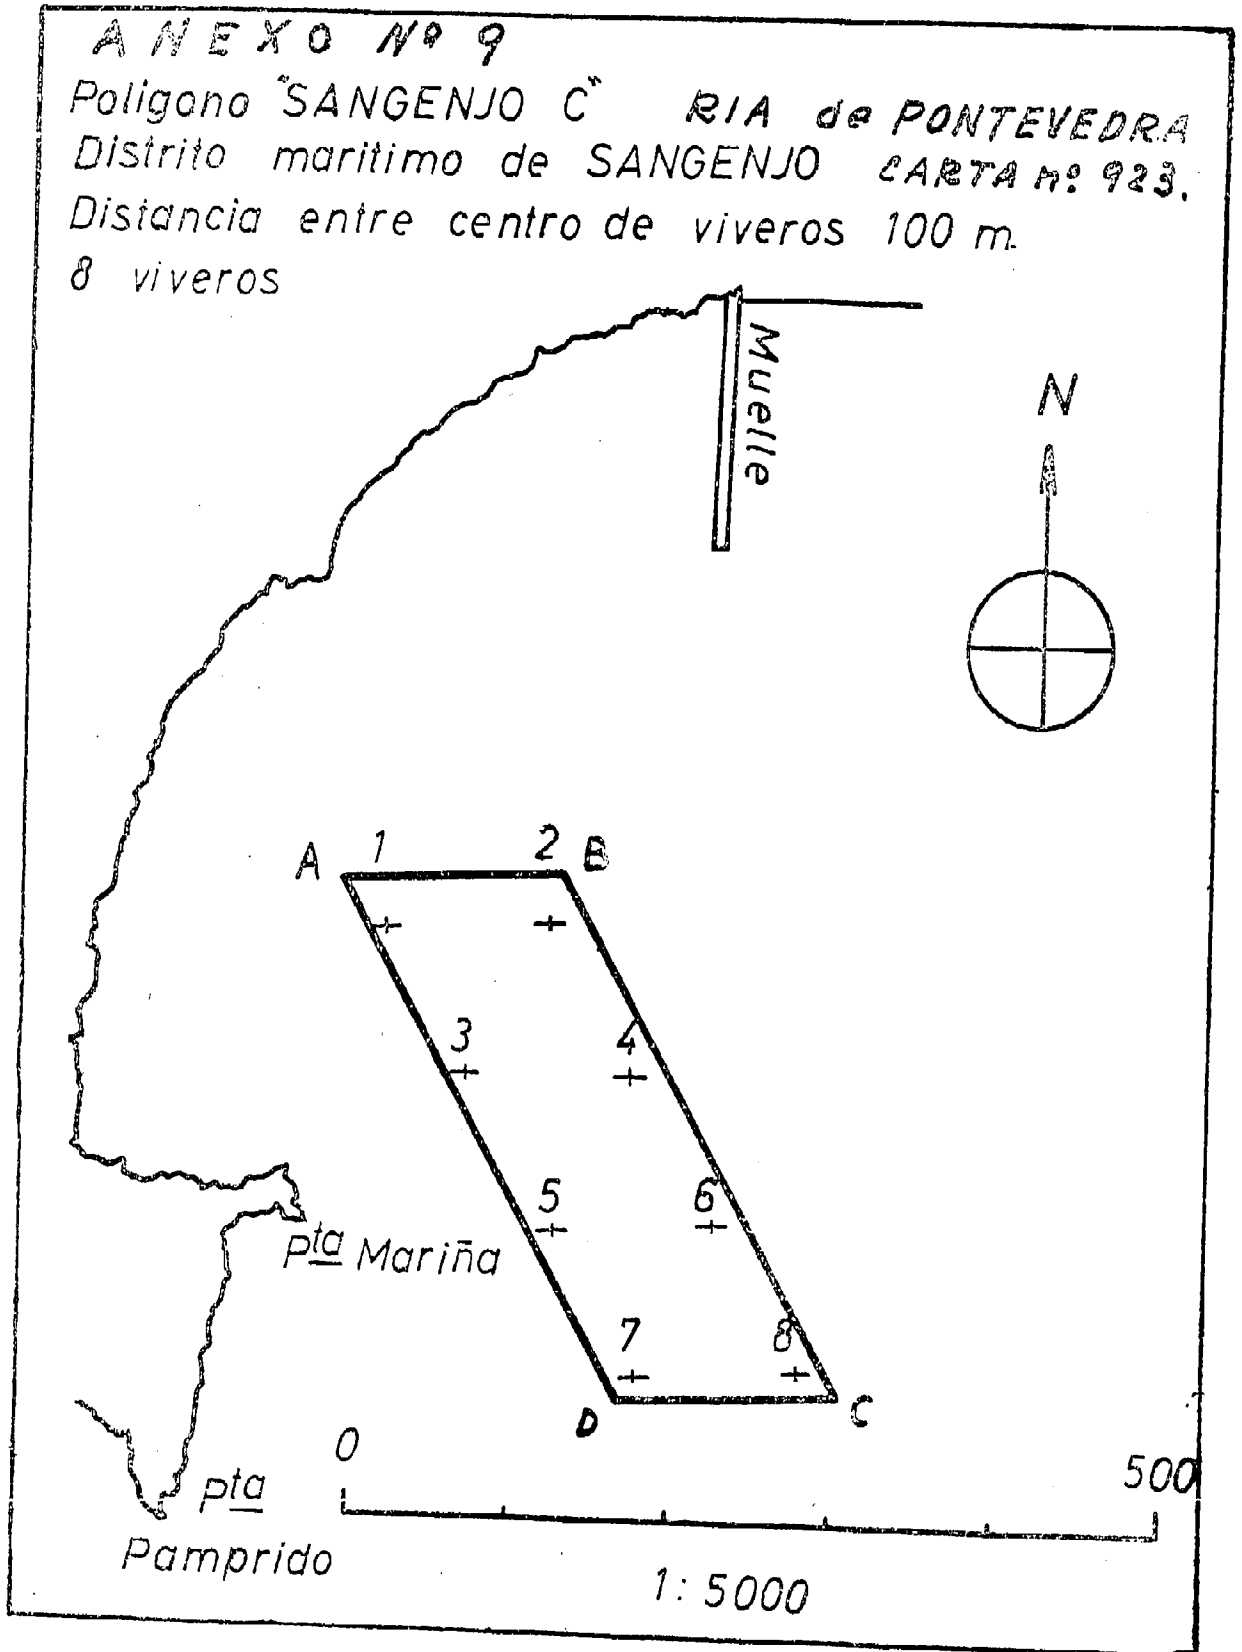 ANEXO Nº 9
Poligono "SANGENJO C" RIA de PONTEVEDRA
Distrito maritimo de SANGENJO CARTA nº 923.
Distancia entre centro de viveros 100 m.
8 viveros
Muelle
N
A 1 2 B
3 4
5 6
Pta Mariña
7 8
D C
0 500
Pta
Pamprido
1:5000